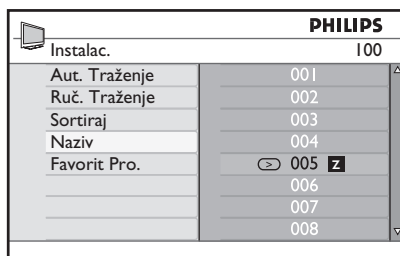 PHILIPS
Instalac. 100
Aut. Traženje 001
Ruč. Traženje 002
Sortiraj 003
Naziv 004
Favorit Pro. 005 Z
006
007
008